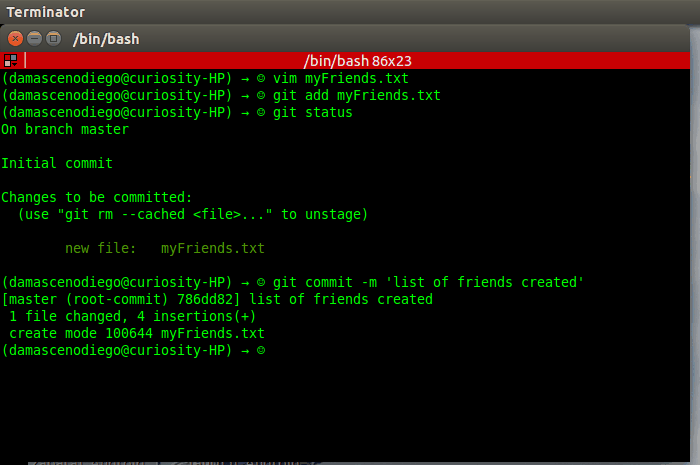 Terminator
/bin/bash
/bin/bash 86x23
(damascenodiego@curiosity-HP) → ☺ vim myFriends.txt
(damascenodiego@curiosity-HP) → ☺ git add myFriends.txt
(damascenodiego@curiosity-HP) → ☺ git status
On branch master
Initial commit
Changes to be committed:
(use "git rm --cached <file>..." to unstage)
new file:   myFriends.txt
(damascenodiego@curiosity-HP) → ☺ git commit -m 'list of friends created'
[master (root-commit) 786dd82] list of friends created
1 file changed, 4 insertions(+)
create mode 100644 myFriends.txt
(damascenodiego@curiosity-HP) → ☺